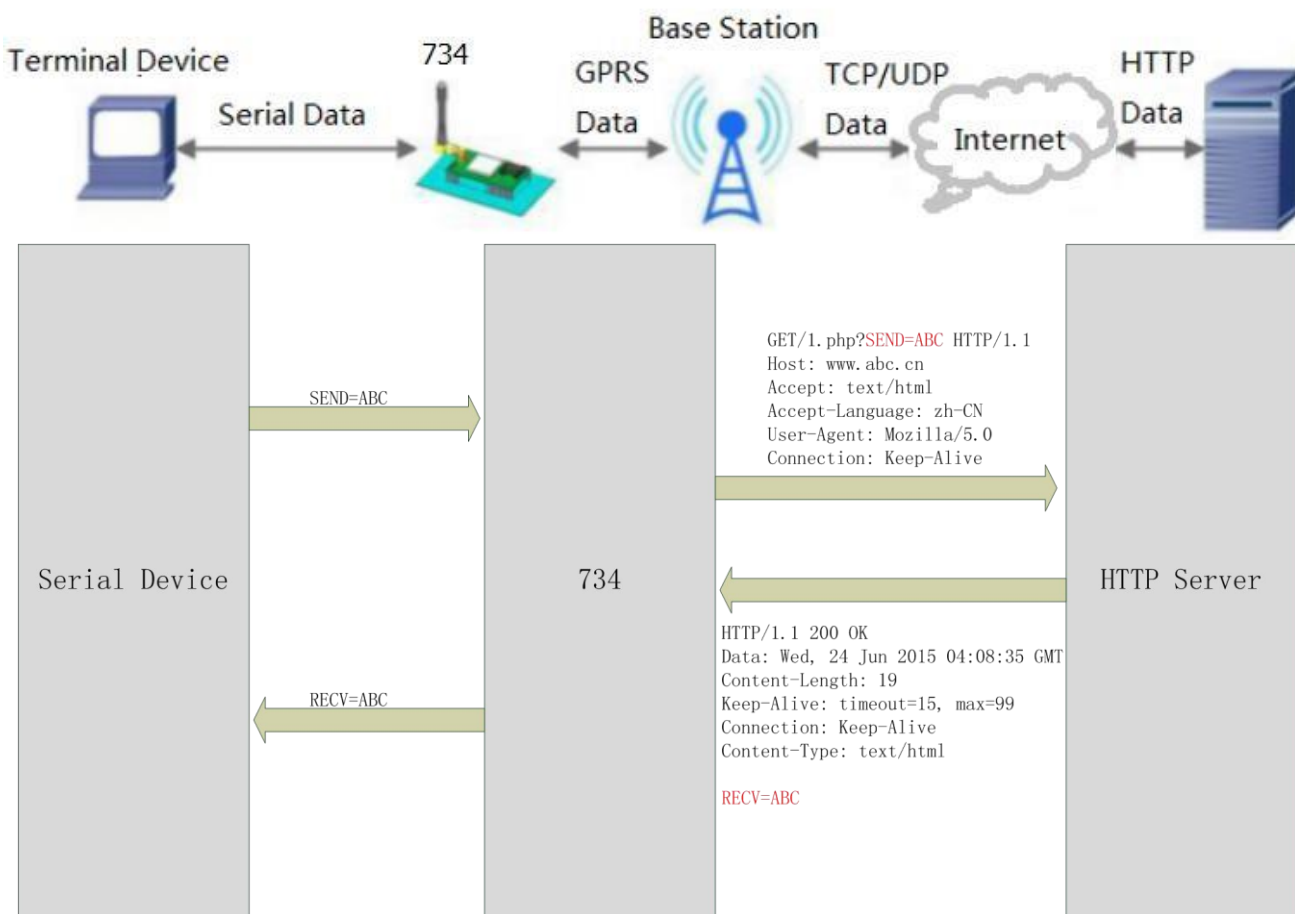 Terminal Device
Serial Data
734
GPRS
Data
Base Station
TCP/UDP
Data
Internet
HTTP
Data
Serial Device
SEND=ABC
734
GET/1.php?SEND=ABC HTTP/1.1
Host: www.abc.cn
Accept: text/html
Accept-Language: zh-CN
User-Agent: Mozilla/5.0
Connection: Keep-Alive
HTTP Server
HTTP/1.1 200 OK
Data: Wed, 24 Jun 2015 04:08:35 GMT
Content-Length: 19
Keep-Alive: timeout=15, max=99
Connection: Keep-Alive
Content-Type: text/html
RECV=ABC
RECV=ABC